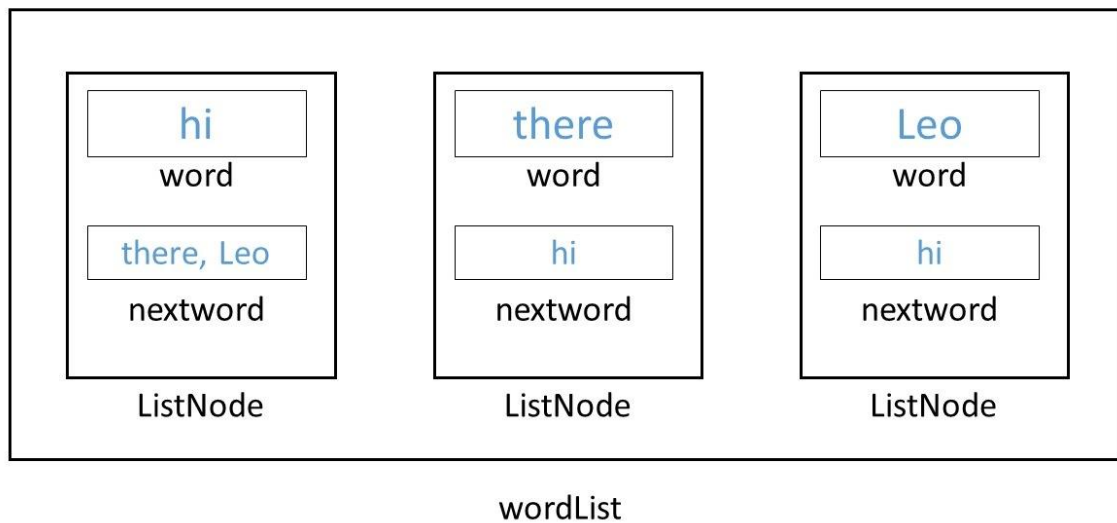 hi
word
there, Leo
nextword
ListNode
there
word
hi
nextword
ListNode
Leo
word
hi
nextword
ListNode
wordList